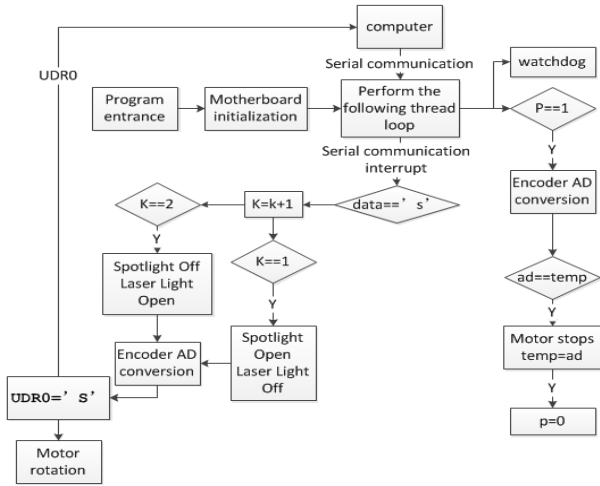 computer
Serial communication
watchdog
UDR0
Program
entrance
Motherboard
initialization
Perform the
following thread
loop
P==1
Serial communication
interrupt
Y
Encoder AD
conversion
K==2
K=k+1
data==' s'
Y
K==1
Spotlight Off
Laser Light
Open
Y
ad==temp
Y
Encoder AD
conversion
Spotlight
Open
Laser Light
Off
Motor stops
temp=ad
Y
UDR0=' S'
p=0
Motor
rotation